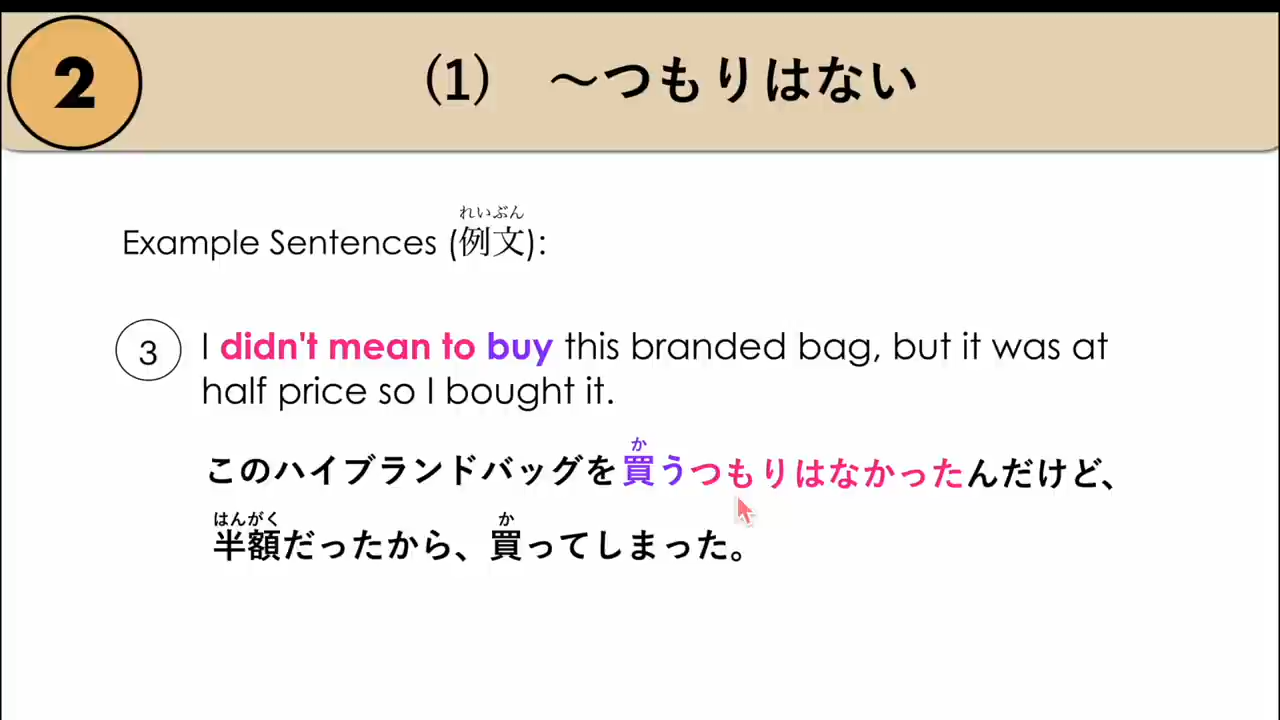 2
(1) ～つもりはない
れいぶん
Example Sentences (例文):
3
I didn't mean to buy this branded bag, but it was at
half price so I bought it.
か
このハイブランドバッグを買うつもりはなかったんだけど、
はんがく か
半額だったから、買ってしまった。